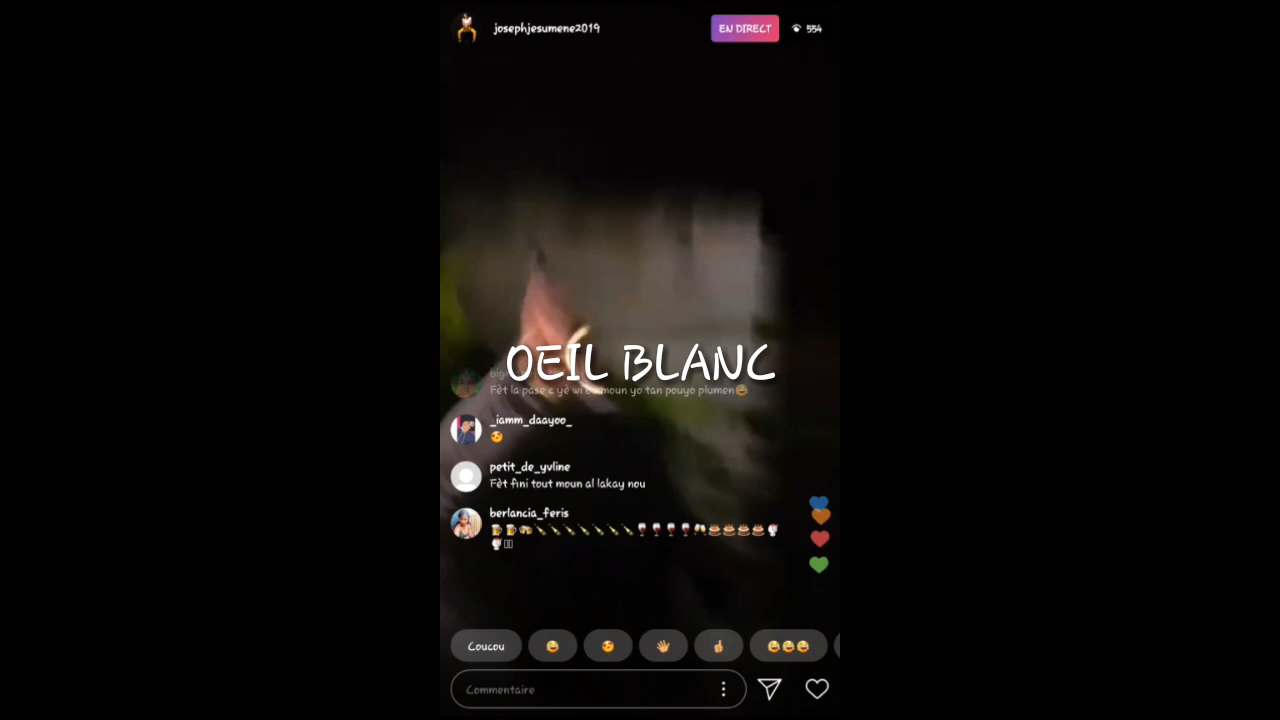 josephjesumene2019
EN DIRECT
554
OEIL BLANC
Fèt la pase c yè wi
moun yo tan pouyo plumen😂
_iamm_daayoo_
😍
petit_de_yvline
Fèt fini tout moun al lakay nou
berlancia_feris
Coucou
Commentaire